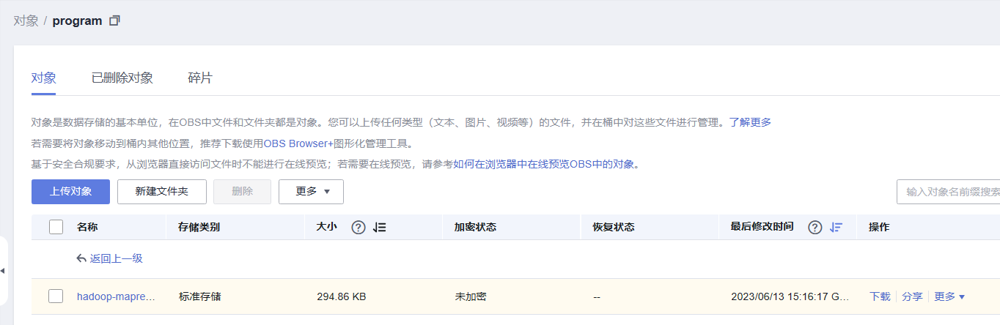 对象 / program
对象 已删除对象 碎片
对象是数据存储的基本单位，在OBS中文件和文件夹都是对象。您可以上传任何类型（文本、图片、视频等）的文件，并在桶中对这些文件进行管理。了解更多
若需要将对象移动到桶内其他位置，推荐下载使用OBS Browser+图形化管理工具。
基于安全合规要求，从浏览器直接访问文件时不能进行在线预览；若需要在线预览，请参考如何在浏览器中在线预览OBS中的对象。
上传对象 新建文件夹 删除 更多 输入对象名前缀搜索
名称 存储类别 大小 加密状态 恢复状态 最后修改时间 操作
返回上一级
hadoop-mapre... 标准存储 294.86 KB 未加密 -- 2023/06/13 15:16:17 G... 下载 分享 更多